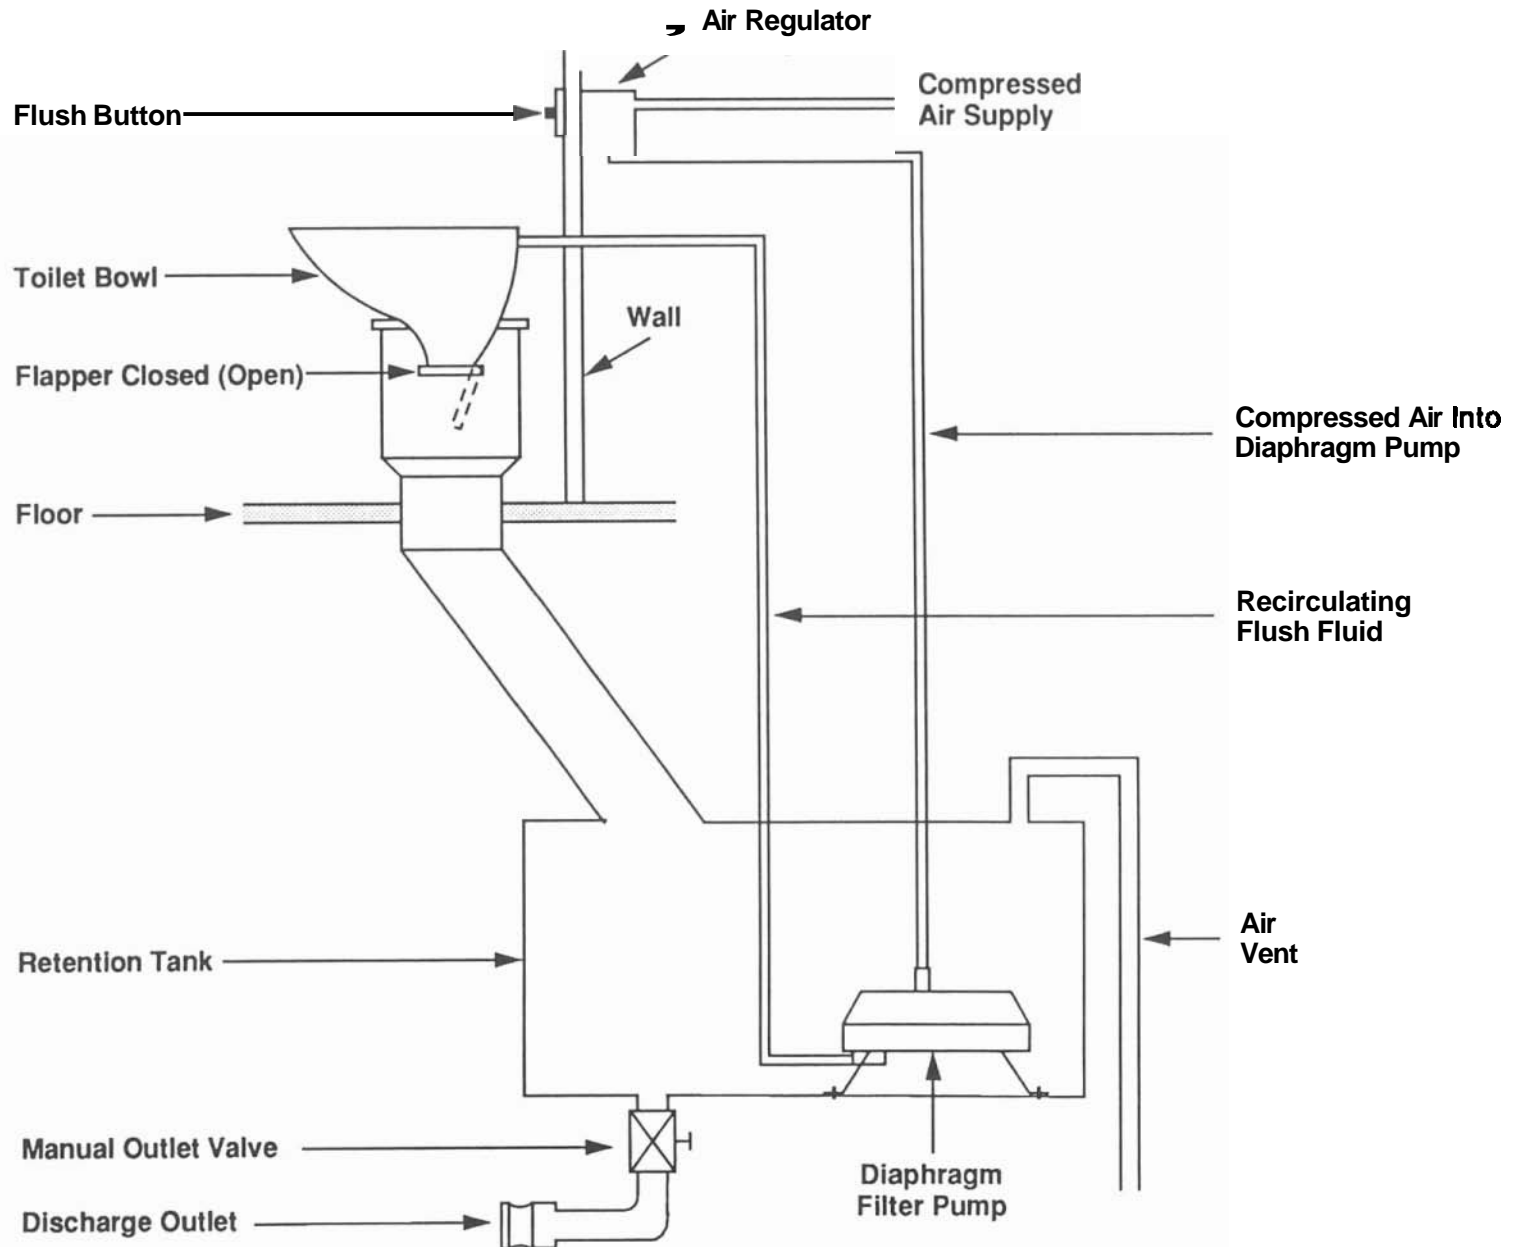 Air Regulator
Compressed
Air Supply
Flush Button
Toilet Bowl
Wall
Flapper Closed (Open)
Compressed Air Into
Diaphragm Pump
Floor
Recirculating
Flush Fluid
Air
Vent
Retention Tank
Manual Outlet Valve
Diaphragm
Filter Pump
Discharge Outlet